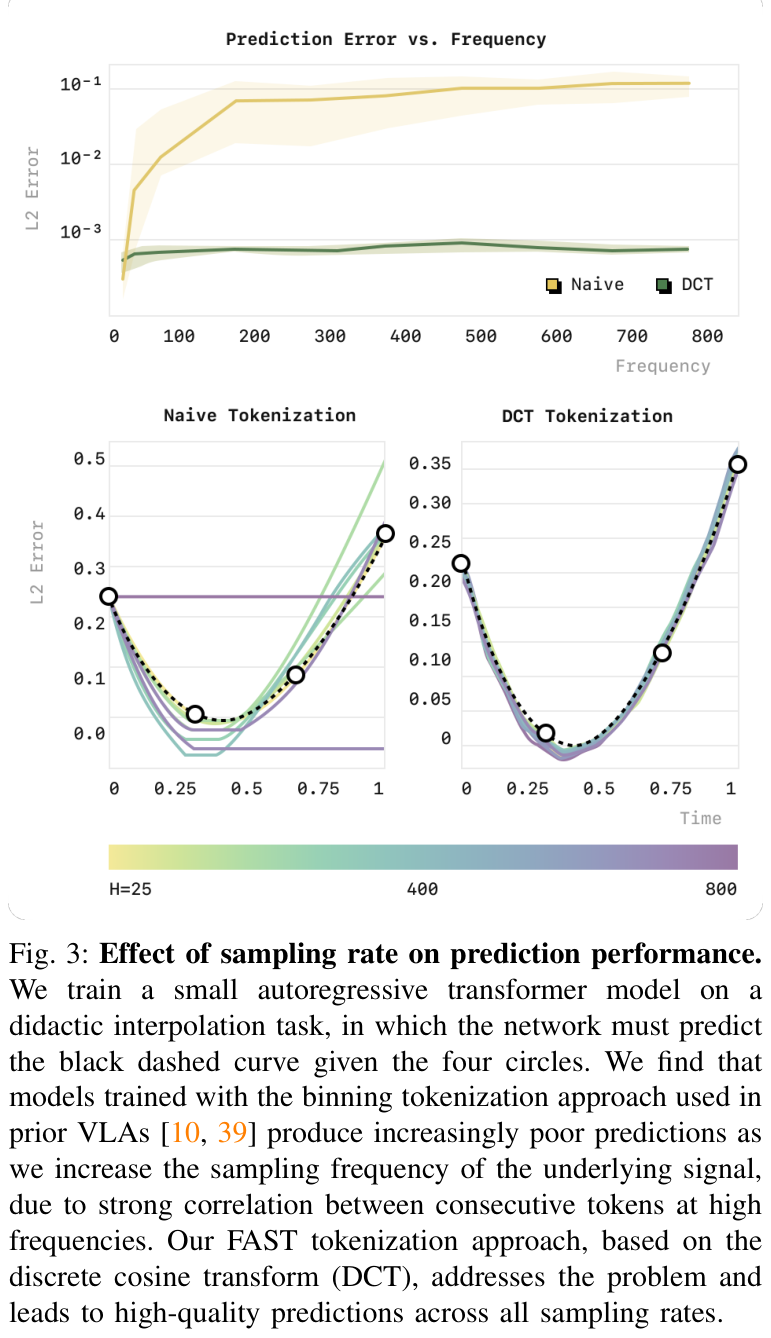 Prediction Error vs. Frequency
10⁻¹
10⁻²
10⁻³
L2 Error
Naive
DCT
0 100 200 300 400 500 600 700 800
Frequency
Naive Tokenization
0.5
0.4
0.3
0.2
0.1
0.0
L2 Error
0 0.25 0.5 0.75 1
DCT Tokenization
0.35
0.30
0.25
0.20
0.15
0.10
0.05
0
0 0.25 0.5 0.75 1
Time
H=25 400 800
Fig. 3: Effect of sampling rate on prediction performance.
We train a small autoregressive transformer model on a
didactic interpolation task, in which the network must predict
the black dashed curve given the four circles. We find that
models trained with the binning tokenization approach used in
prior VLAs [10, 39] produce increasingly poor predictions as
we increase the sampling frequency of the underlying signal,
due to strong correlation between consecutive tokens at high
frequencies. Our FAST tokenization approach, based on the
discrete cosine transform (DCT), addresses the problem and
leads to high-quality predictions across all sampling rates.